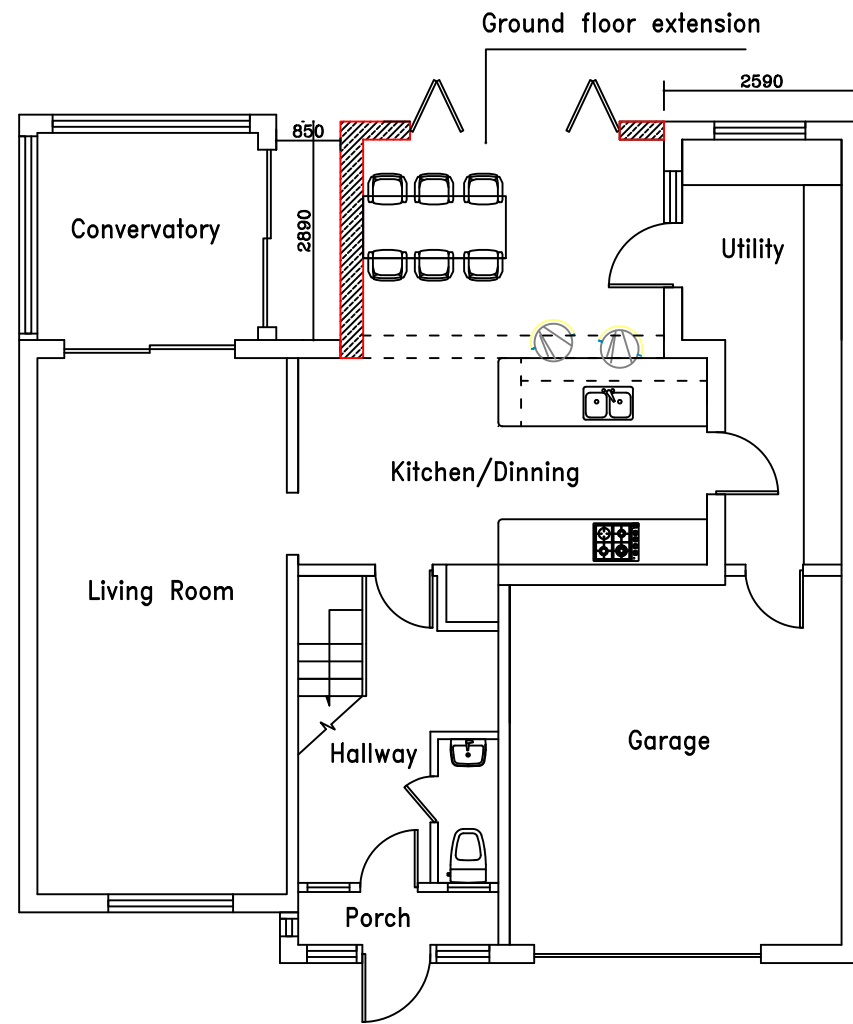 Ground floor extension
2590
850
Convervatory
2890
Utility
Kitchen/Dinning
Living Room
Garage
Hallway
Porch